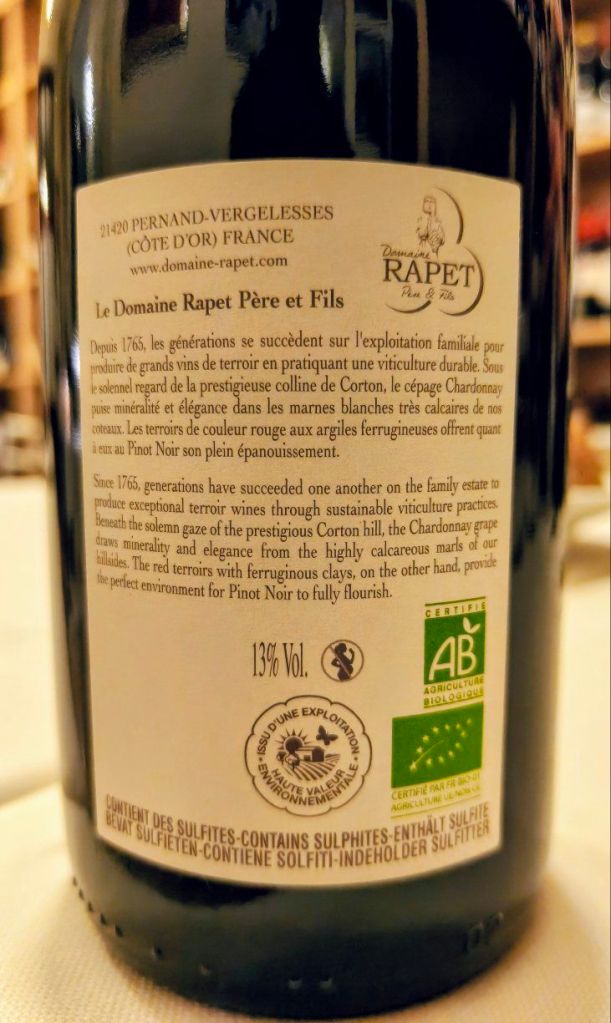 21420 PERNAND-VERGELESSES
(CÔTE D'OR) FRANCE
www.domaine-rapet.com
Domaine
RAPET
Père & Fils
Le Domaine Rapet Père et Fils
Depuis 1765, les générations se succèdent sur l'exploitation familiale pour
produire de grands vins de terroir en pratiquant une viticulture durable. Sous
le solennel regard de la prestigieuse colline de Corton, le cépage Chardonnay
puise minéralité et élégance dans les marnes blanches très calcaires de nos
coteaux. Les terroirs de couleur rouge aux argiles ferrugineuses offrent quant
à eux au Pinot Noir son plein épanouissement.
Since 1765, generations have succeeded one another on the family estate to
produce exceptional terroir wines through sustainable viticulture practices.
Beneath the solemn gaze of the prestigious Corton hill, the Chardonnay grape
draws minerality and elegance from the highly calcareous marls of our
hillsides. The red terroirs with ferruginous clays, on the other hand, provide
the perfect environment for Pinot Noir to fully flourish.
13% Vol.
CERTIFIÉ
AB
AGRICULTURE
BIOLOGIQUE
ISSU D'UNE EXPLOITATION
HAUTE VALEUR
ENVIRONNEMENTALE
CERTIFIÉ PAR FR-BIO-01
AGRICULTURE UE/NON UE
CONTIENT DES SULFITES-CONTAINS SULPHITES-ENTHÄLT SULFITE
BEVAT SULFIETEN-CONTIENE SOLFITI-INDEHOLDER SULFITTER